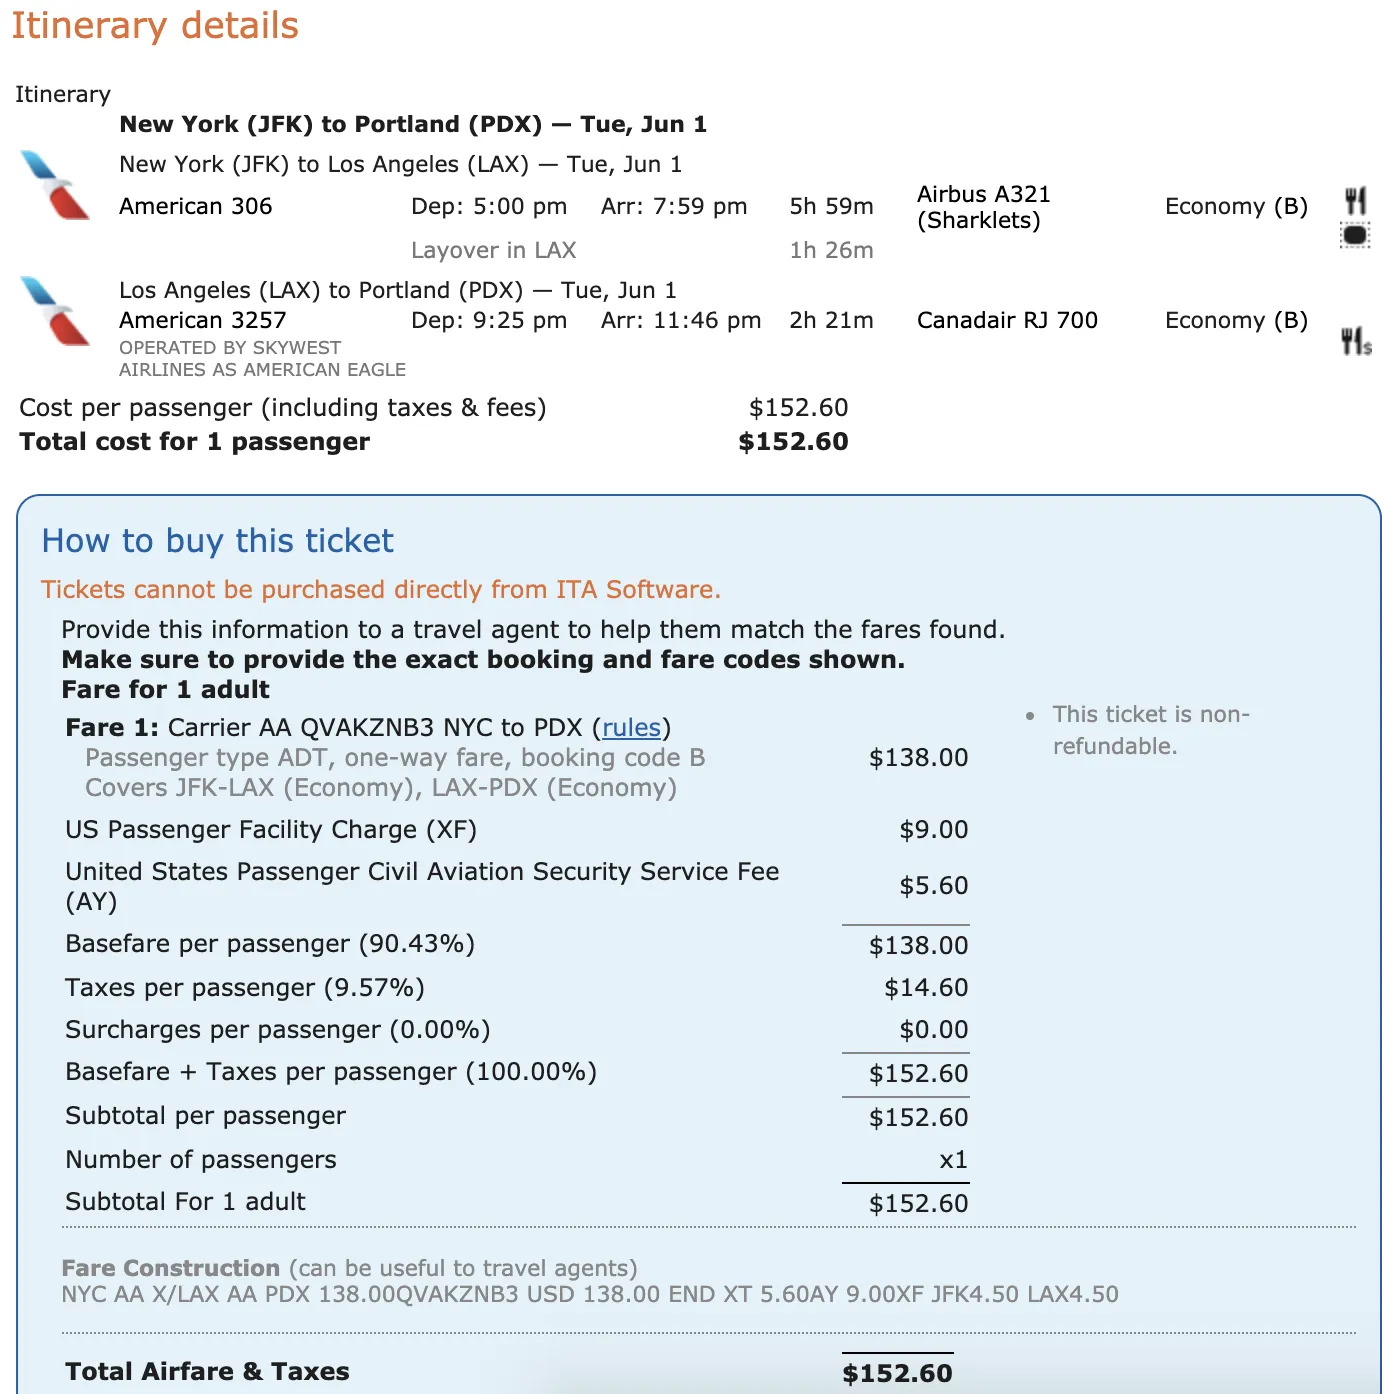 Itinerary details
Itinerary
New York (JFK) to Portland (PDX) — Tue, Jun 1
New York (JFK) to Los Angeles (LAX) — Tue, Jun 1
American 306 Dep: 5:00 pm Arr: 7:59 pm 5h 59m Airbus A321 (Sharklets) Economy (B)
Layover in LAX 1h 26m
Los Angeles (LAX) to Portland (PDX) — Tue, Jun 1
American 3257 Dep: 9:25 pm Arr: 11:46 pm 2h 21m Canadair RJ 700 Economy (B)
$
OPERATED BY SKYWEST
AIRLINES AS AMERICAN EAGLE
Cost per passenger (including taxes & fees) $152.60
Total cost for 1 passenger $152.60
How to buy this ticket
Tickets cannot be purchased directly from ITA Software.
Provide this information to a travel agent to help them match the fares found.
Make sure to provide the exact booking and fare codes shown.
Fare for 1 adult
Fare 1: Carrier AA QVAKZNB3 NYC to PDX (rules)
Passenger type ADT, one-way fare, booking code B $138.00
Covers JFK-LAX (Economy), LAX-PDX (Economy)
• This ticket is non-
refundable.
US Passenger Facility Charge (XF) $9.00
United States Passenger Civil Aviation Security Service Fee
(AY) $5.60
Basefare per passenger (90.43%) $138.00
Taxes per passenger (9.57%) $14.60
Surcharges per passenger (0.00%) $0.00
Basefare + Taxes per passenger (100.00%) $152.60
Subtotal per passenger $152.60
Number of passengers x1
Subtotal For 1 adult $152.60
Fare Construction (can be useful to travel agents)
NYC AA X/LAX AA PDX 138.00QVAKZNB3 USD 138.00 END XT 5.60AY 9.00XF JFK4.50 LAX4.50
Total Airfare & Taxes $152.60